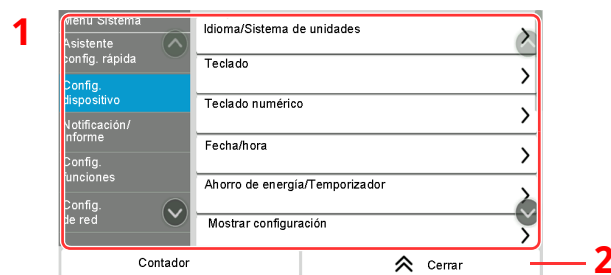 1
Menú Sistema
Asistente
config. rápida
Config.
dispositivo
Notificación/
informe
Config.
funciones
Config.
de red
Idioma/Sistema de unidades
Teclado
Teclado numérico
Fecha/hora
Ahorro de energía/Temporizador
Mostrar configuración
Contador
Cerrar
2